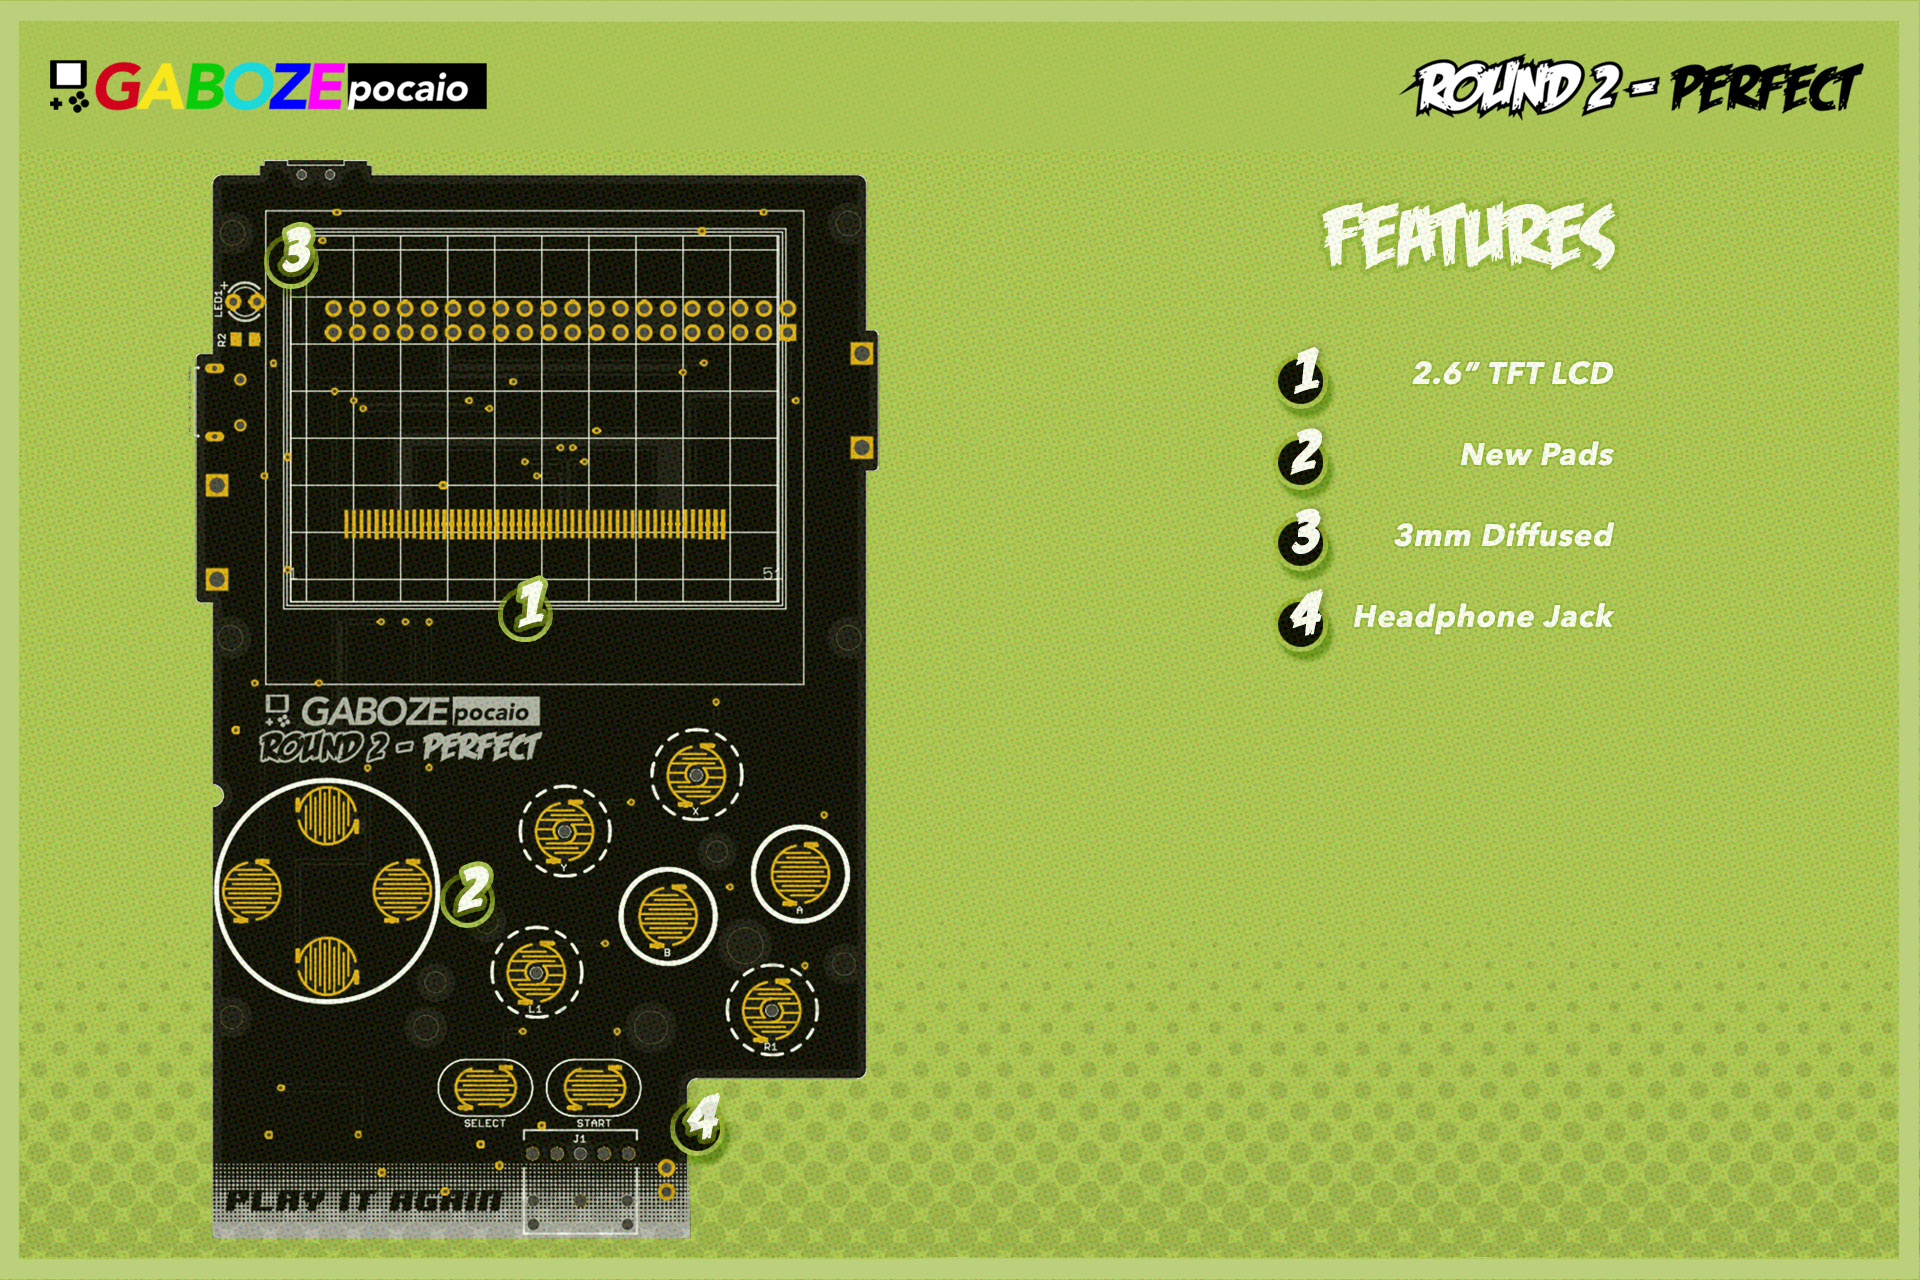 GABOZE pocaio
ROUND 2 - PERFECT
FEATURES
1 2.6” TFT LCD
2 New Pads
3 3mm Diffused
4 Headphone Jack
3
LED1 +
R2
51
1
GABOZE pocaio
ROUND 2 - PERFECT
X
Y
A
2
B
L1
R1
SELECT
START
4
J1
PLAY IT AGAIN